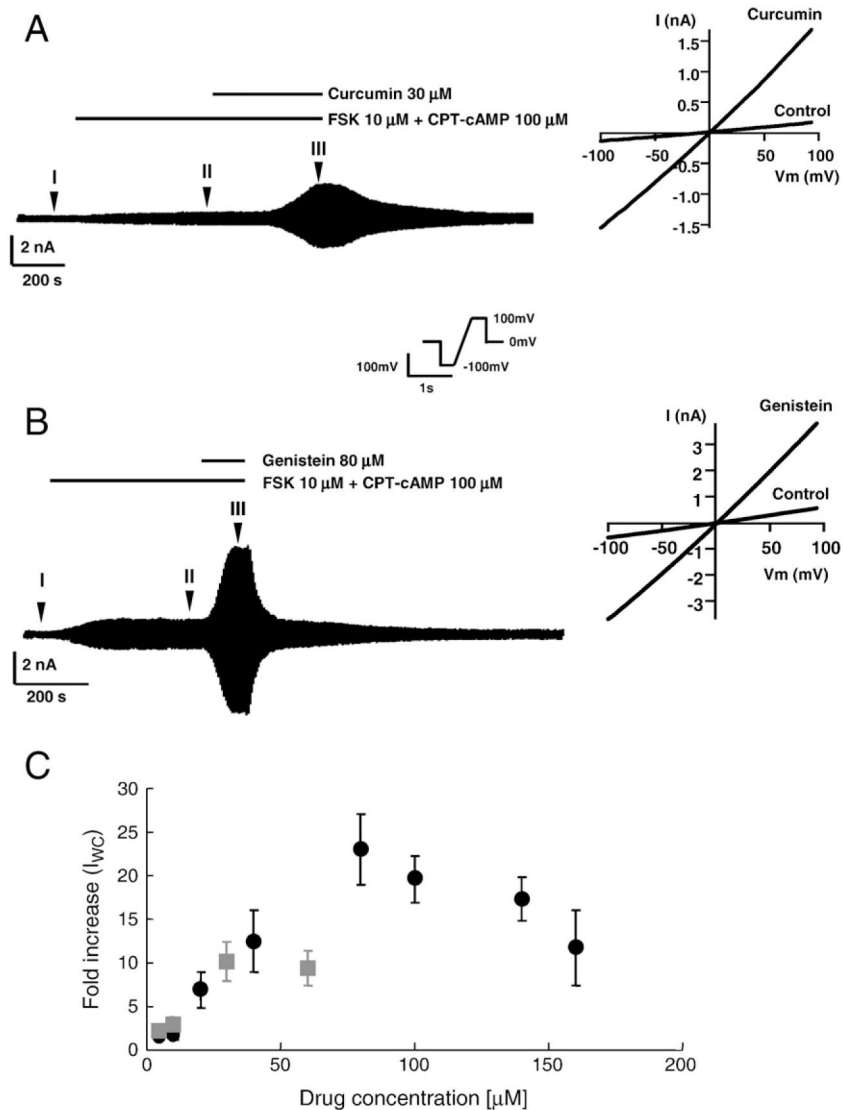 A
Curcumin 30 µM
FSK 10 µM + CPT-cAMP 100 µM
I
II
III
2 nA
200 s
I (nA)
Curcumin
1.5
1.0
0.5
Control
-100
-50
50
100
-0.5
Vm (mV)
-1.0
-1.5
100mV
0mV
100mV
-100mV
1s
B
Genistein 80 µM
FSK 10 µM + CPT-cAMP 100 µM
I
II
III
2 nA
200 s
I (nA)
Genistein
3
2
1
Control
-100
-50
50
100
-1
Vm (mV)
-2
-3
C
Fold increase (IWC)
30
25
20
15
10
5
0
0
50
100
150
200
Drug concentration [µM]